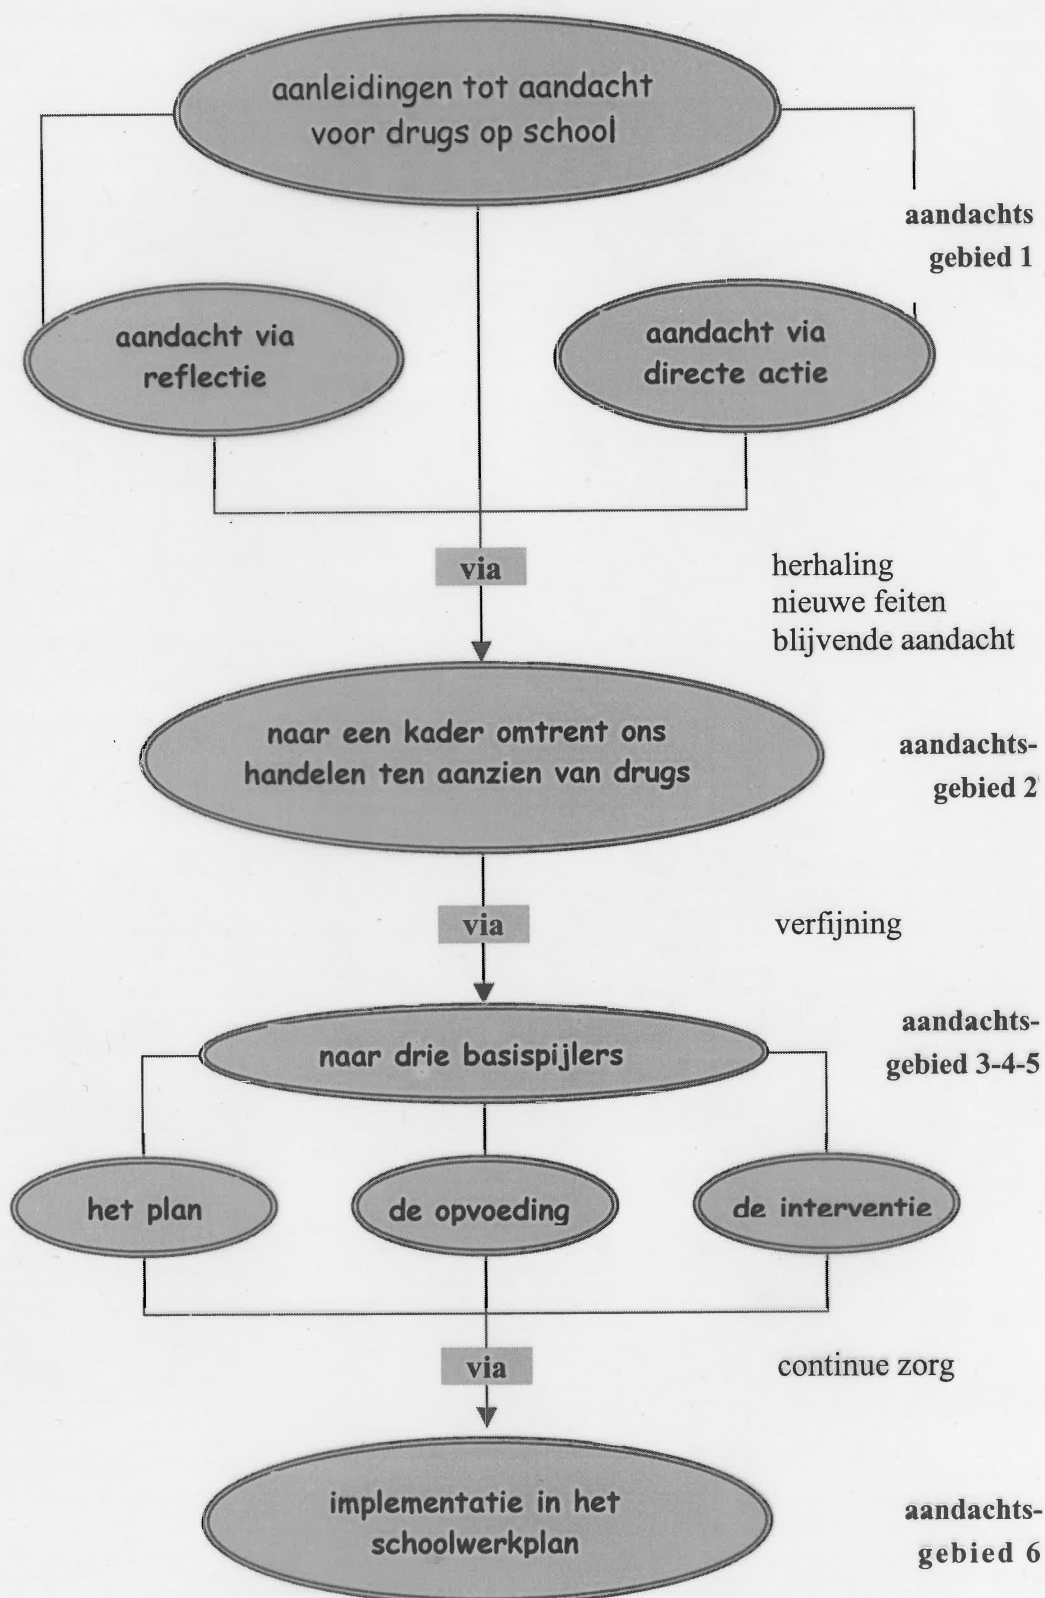 aanleidingen tot aandacht
voor drugs op school
aandachts
gebied 1
aandacht via
reflectie
aandacht via
directe actie
via
herhaling
nieuwe feiten
blijvende aandacht
naar een kader omtrent ons
handelen ten aanzien van drugs
aandachts-
gebied 2
via
verfijning
naar drie basispijlers
aandachts-
gebied 3-4-5
het plan
de opvoeding
de interventie
via
continue zorg
implementatie in het
schoolwerkplan
aandachts-
gebied 6